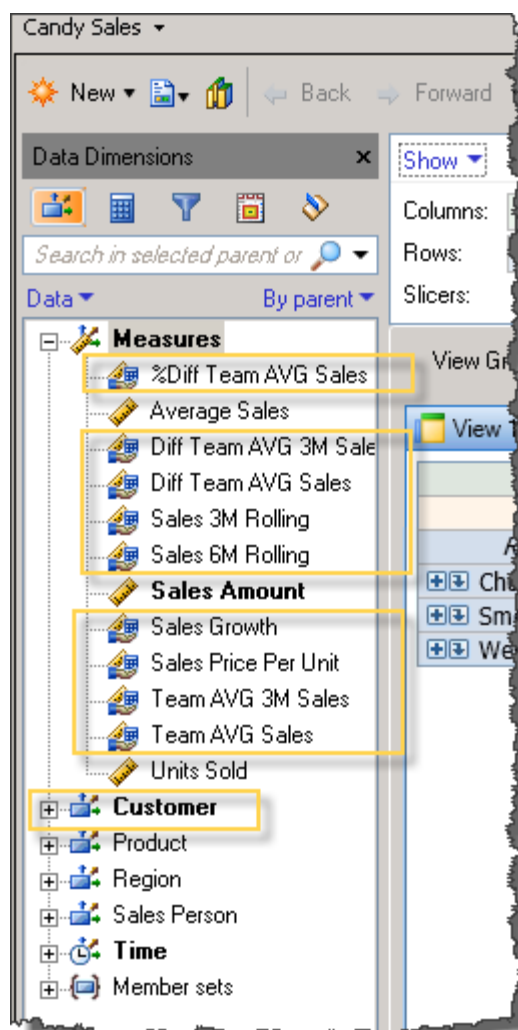 Candy Sales
New Back Forward
Data Dimensions
Show
Columns:
Search in selected parent or
Rows:
Data By parent
Slicers:
Measures
%Diff Team AVG Sales
View
Average Sales
Diff Team AVG 3M Sale
View
Diff Team AVG Sales
Sales 3M Rolling
Sales 6M Rolling
Sales Amount
Sales Growth
Sales Price Per Unit
Team AVG 3M Sales
Team AVG Sales
Units Sold
Customer
Product
Region
Sales Person
Time
Member sets